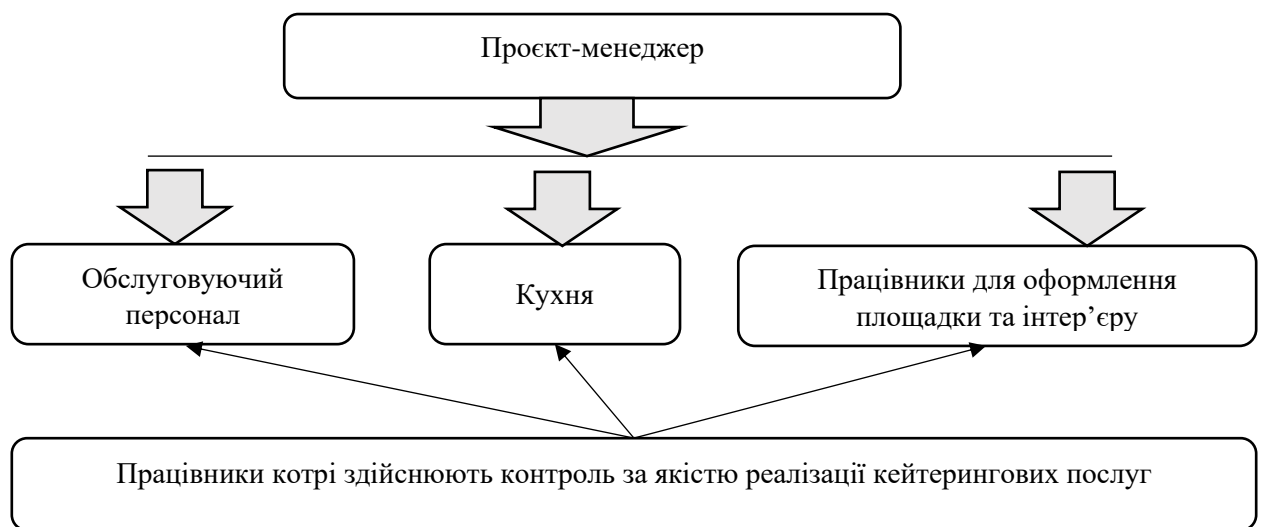 Проєкт-менеджер
Обслуговуючий
персонал
Кухня
Працівники для оформлення
площадки та інтер’єру
Працівники котрі здійснюють контроль за якістю реалізації кейтерингових послуг